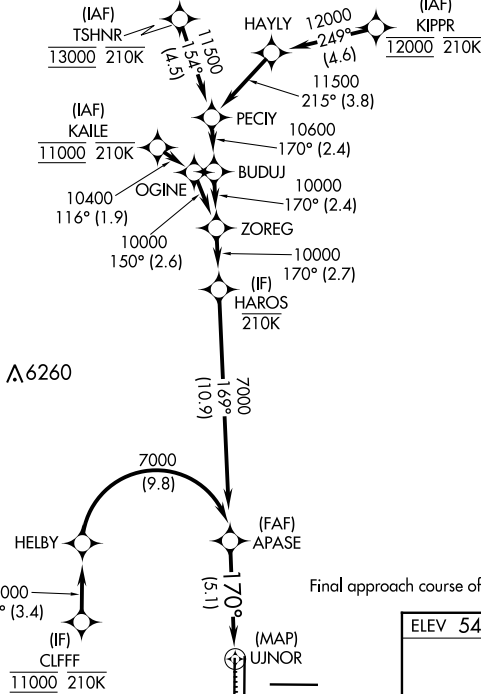 (IAF)
TSHNR
13000 210K
11500
154°
(4.5)
HAYLY
12000
249°
(4.6)
(IAF)
KIPPR
12000 210K
11500
215° (3.8)
PECIY
(IAF)
KAILE
11000 210K
10600
170° (2.4)
OGINE
BUDUJ
10400
116° (1.9)
10000
170° (2.4)
10000
150° (2.6)
ZOREG
10000
170° (2.7)
(IF)
HAROS
210K
6260
7000
169°
(10.9)
7000
(9.8)
HELBY
(FAF)
APASE
000
° (3.4)
170°
(5.1)
Final approach course of
(IF)
CLFFF
11000 210K
(MAP)
UJNOR
ELEV 54